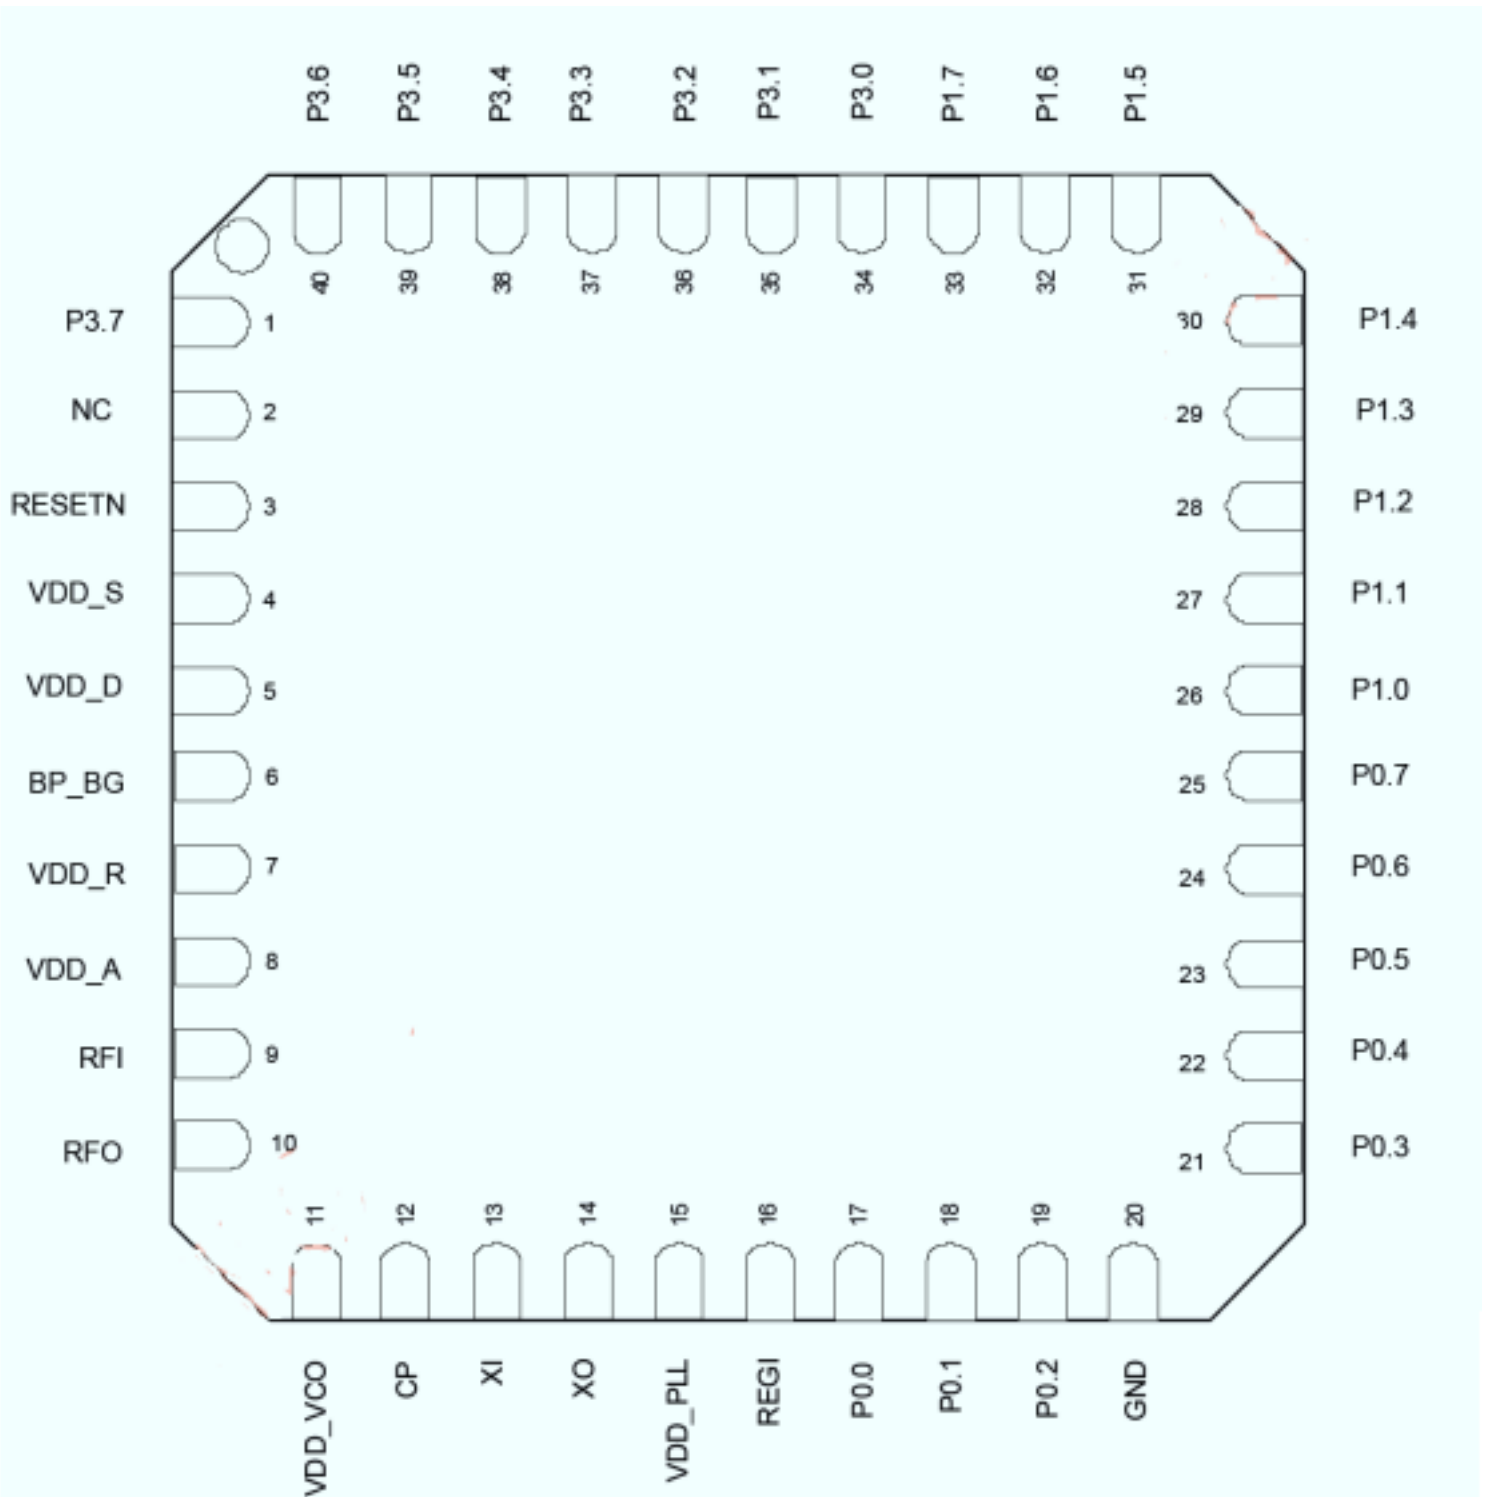 P3.6 P3.5 P3.4 P3.3 P3.2 P3.1 P3.0 P1.7 P1.6 P1.5
40 39 38 37 36 35 34 33 32 31
P3.7 1 30 P1.4
NC 2 29 P1.3
RESETN 3 28 P1.2
VDD_S 4 27 P1.1
VDD_D 5 26 P1.0
BP_BG 6 25 P0.7
VDD_R 7 24 P0.6
VDD_A 8 23 P0.5
RFI 9 22 P0.4
RFO 10 21 P0.3
11 12 13 14 15 16 17 18 19 20
VDD_VCO CP XI XO VDD_PLL REGI P0.0 P0.1 P0.2 GND